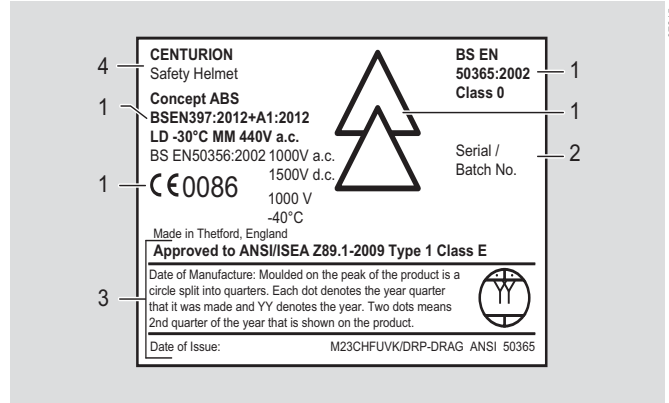 CENTURION
Safety Helmet
Concept ABS
BSEN397:2012+A1:2012
LD -30°C MM 440V a.c.
BS EN50356:2002 1000V a.c.
1500V d.c.
CE0086
1000 V
-40°C
Made in Thetford, England
BS EN
50365:2002
Class 0
Serial /
Batch No.
Approved to ANSI/ISEA Z89.1-2009 Type 1 Class E
Date of Manufacture: Moulded on the peak of the product is a
circle split into quarters. Each dot denotes the year quarter
that it was made and YY denotes the year. Two dots means
2nd quarter of the year that is shown on the product.
YY
Date of Issue: M23CHFUVK/DRP-DRAG ANSI 50365
4
1
1
3
1
1
2